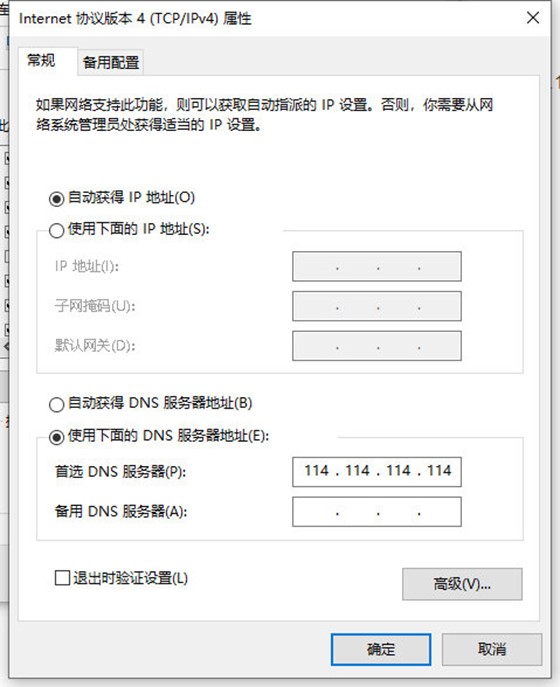 Internet 协议版本 4 (TCP/IPv4) 属性
常规
备用配置
如果网络支持此功能，则可以获取自动指派的 IP 设置。否则，你需要从网
络系统管理员处获得适当的 IP 设置。
自动获得 IP 地址(O)
使用下面的 IP 地址(S):
IP 地址(I):
子网掩码(U):
默认网关(D):
自动获得 DNS 服务器地址(B)
使用下面的 DNS 服务器地址(E):
首选 DNS 服务器(P):
114 . 114 . 114 . 114
备用 DNS 服务器(A):
退出时验证设置(L)
高级(V)...
确定
取消